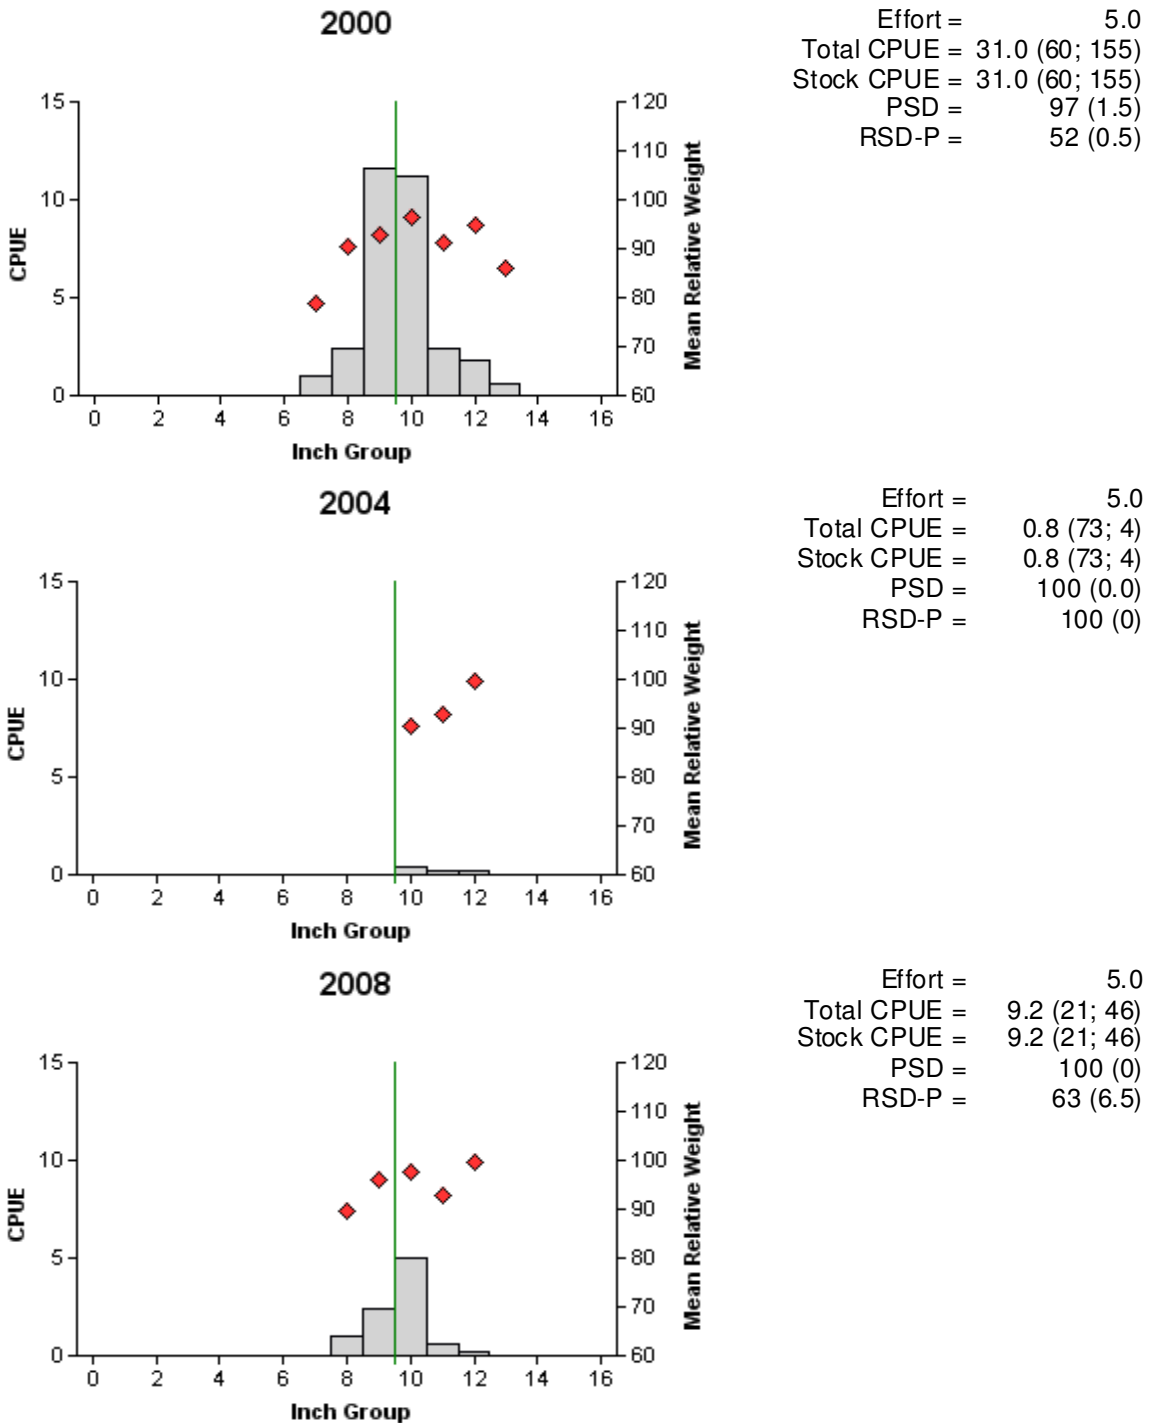 2000
Effort = 5.0
Total CPUE = 31.0 (60; 155)
Stock CPUE = 31.0 (60; 155)
PSD = 97 (1.5)
RSD-P = 52 (0.5)
15
10
5
0
CPUE
120
110
100
90
80
70
60
Mean Relative Weight
0 2 4 6 8 10 12 14 16
Inch Group
2004
Effort = 5.0
Total CPUE = 0.8 (73; 4)
Stock CPUE = 0.8 (73; 4)
PSD = 100 (0.0)
RSD-P = 100 (0)
15
10
5
0
CPUE
120
110
100
90
80
70
60
Mean Relative Weight
0 2 4 6 8 10 12 14 16
Inch Group
2008
Effort = 5.0
Total CPUE = 9.2 (21; 46)
Stock CPUE = 9.2 (21; 46)
PSD = 100 (0)
RSD-P = 63 (6.5)
15
10
5
0
CPUE
120
110
100
90
80
70
60
Mean Relative Weight
0 2 4 6 8 10 12 14 16
Inch Group